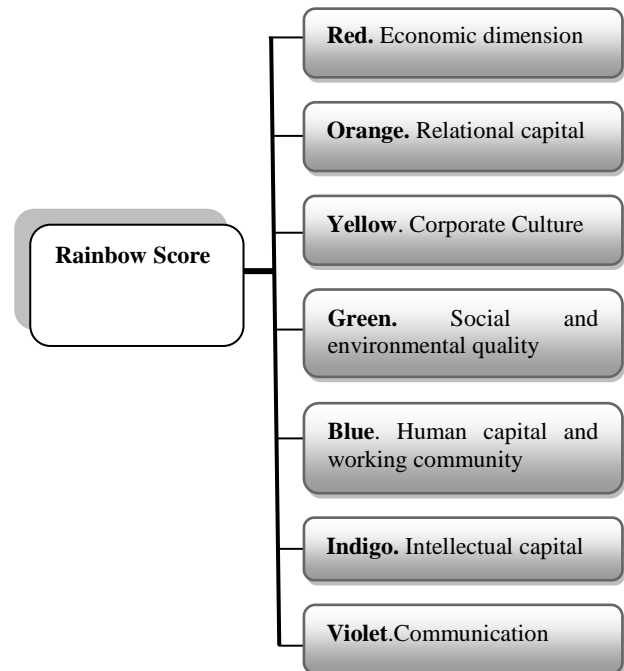 Red. Economic dimension
Orange. Relational capital
Yellow. Corporate Culture
Rainbow Score
Green. Social and
environmental quality
Blue. Human capital and
working community
Indigo. Intellectual capital
Violet.Communication